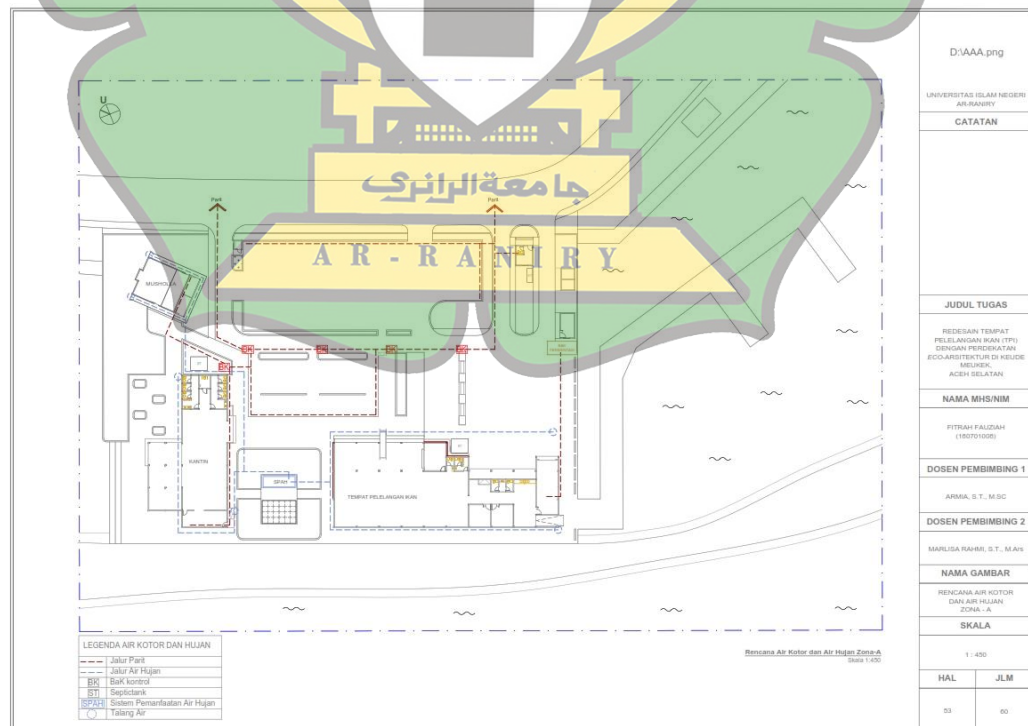 U
Parit
Parit
جامعة الرانري
AR-RANIRY
MUSHOLLA
BK
BK
BK
BK
KANTIN
SPAH
TEMPAT PELELANGAN IKAN
LEGENDA AIR KOTOR DAN HUJAN
Jalur Parit
Jalur Air Hujan
BK Bak kontrol
ST Septictank
SPAH Sistem Pemanfaatan Air Hujan
Talang Air
Rencana Air Kotor dan Air Hujan Zona-A
Skala 1:450
D:\AAA.png
UNIVERSITAS ISLAM NEGERI
AR-RANIRY
CATATAN
JUDUL TUGAS
REDESAIN TEMPAT
PELELANGAN IKAN (TPI)
DENGAN PERDEKATAN
ECO-ARSITEKTUR DI KEUDE
MEUKEK,
ACEH SELATAN
NAMA MHS/NIM
FITRAH FAUZIAH
(160701008)
DOSEN PEMBIMBING 1
ARMIA, S.T., M.SC
DOSEN PEMBIMBING 2
MARLISA RAHMI, S.T., M.Ars
NAMA GAMBAR
RENCANA AIR KOTOR
DAN AIR HUJAN
ZONA - A
SKALA
1 : 450
HAL JLM
53 60